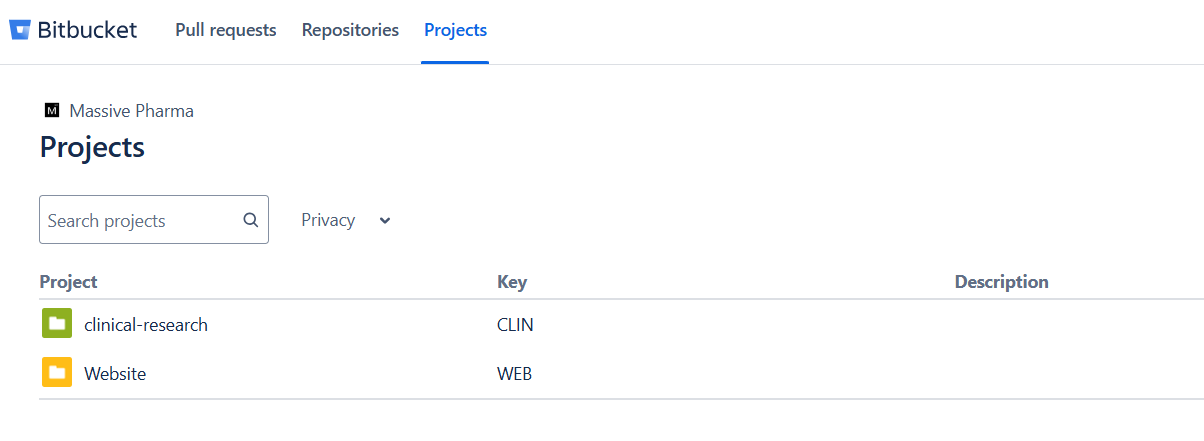 Bitbucket Pull requests Repositories Projects
M Massive Pharma
Projects
Search projects Privacy
Project Key Description
clinical-research CLIN
Website WEB